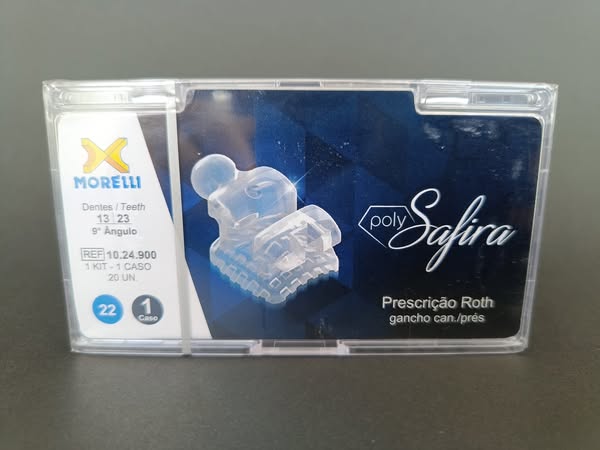 MORELLI
Dentes / Teeth
13 | 23
9° Ângulo
REF 10.24.900
1 KIT - 1 CASO
20 UN.
22
1
Caso
poly Safira
Prescrição Roth
gancho can./prés